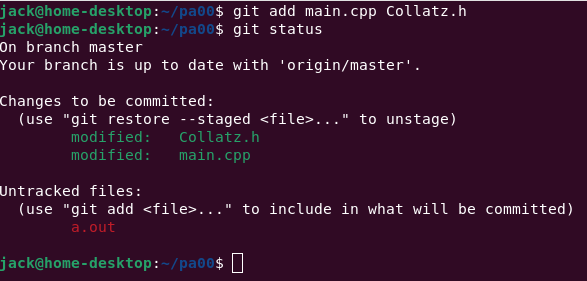 jack@home-desktop:~/pa00$ git add main.cpp Collatz.h
jack@home-desktop:~/pa00$ git status
On branch master
Your branch is up to date with 'origin/master'.

Changes to be committed:
  (use "git restore --staged <file>..." to unstage)
        modified:   Collatz.h
        modified:   main.cpp

Untracked files:
  (use "git add <file>..." to include in what will be committed)
        a.out

jack@home-desktop:~/pa00$